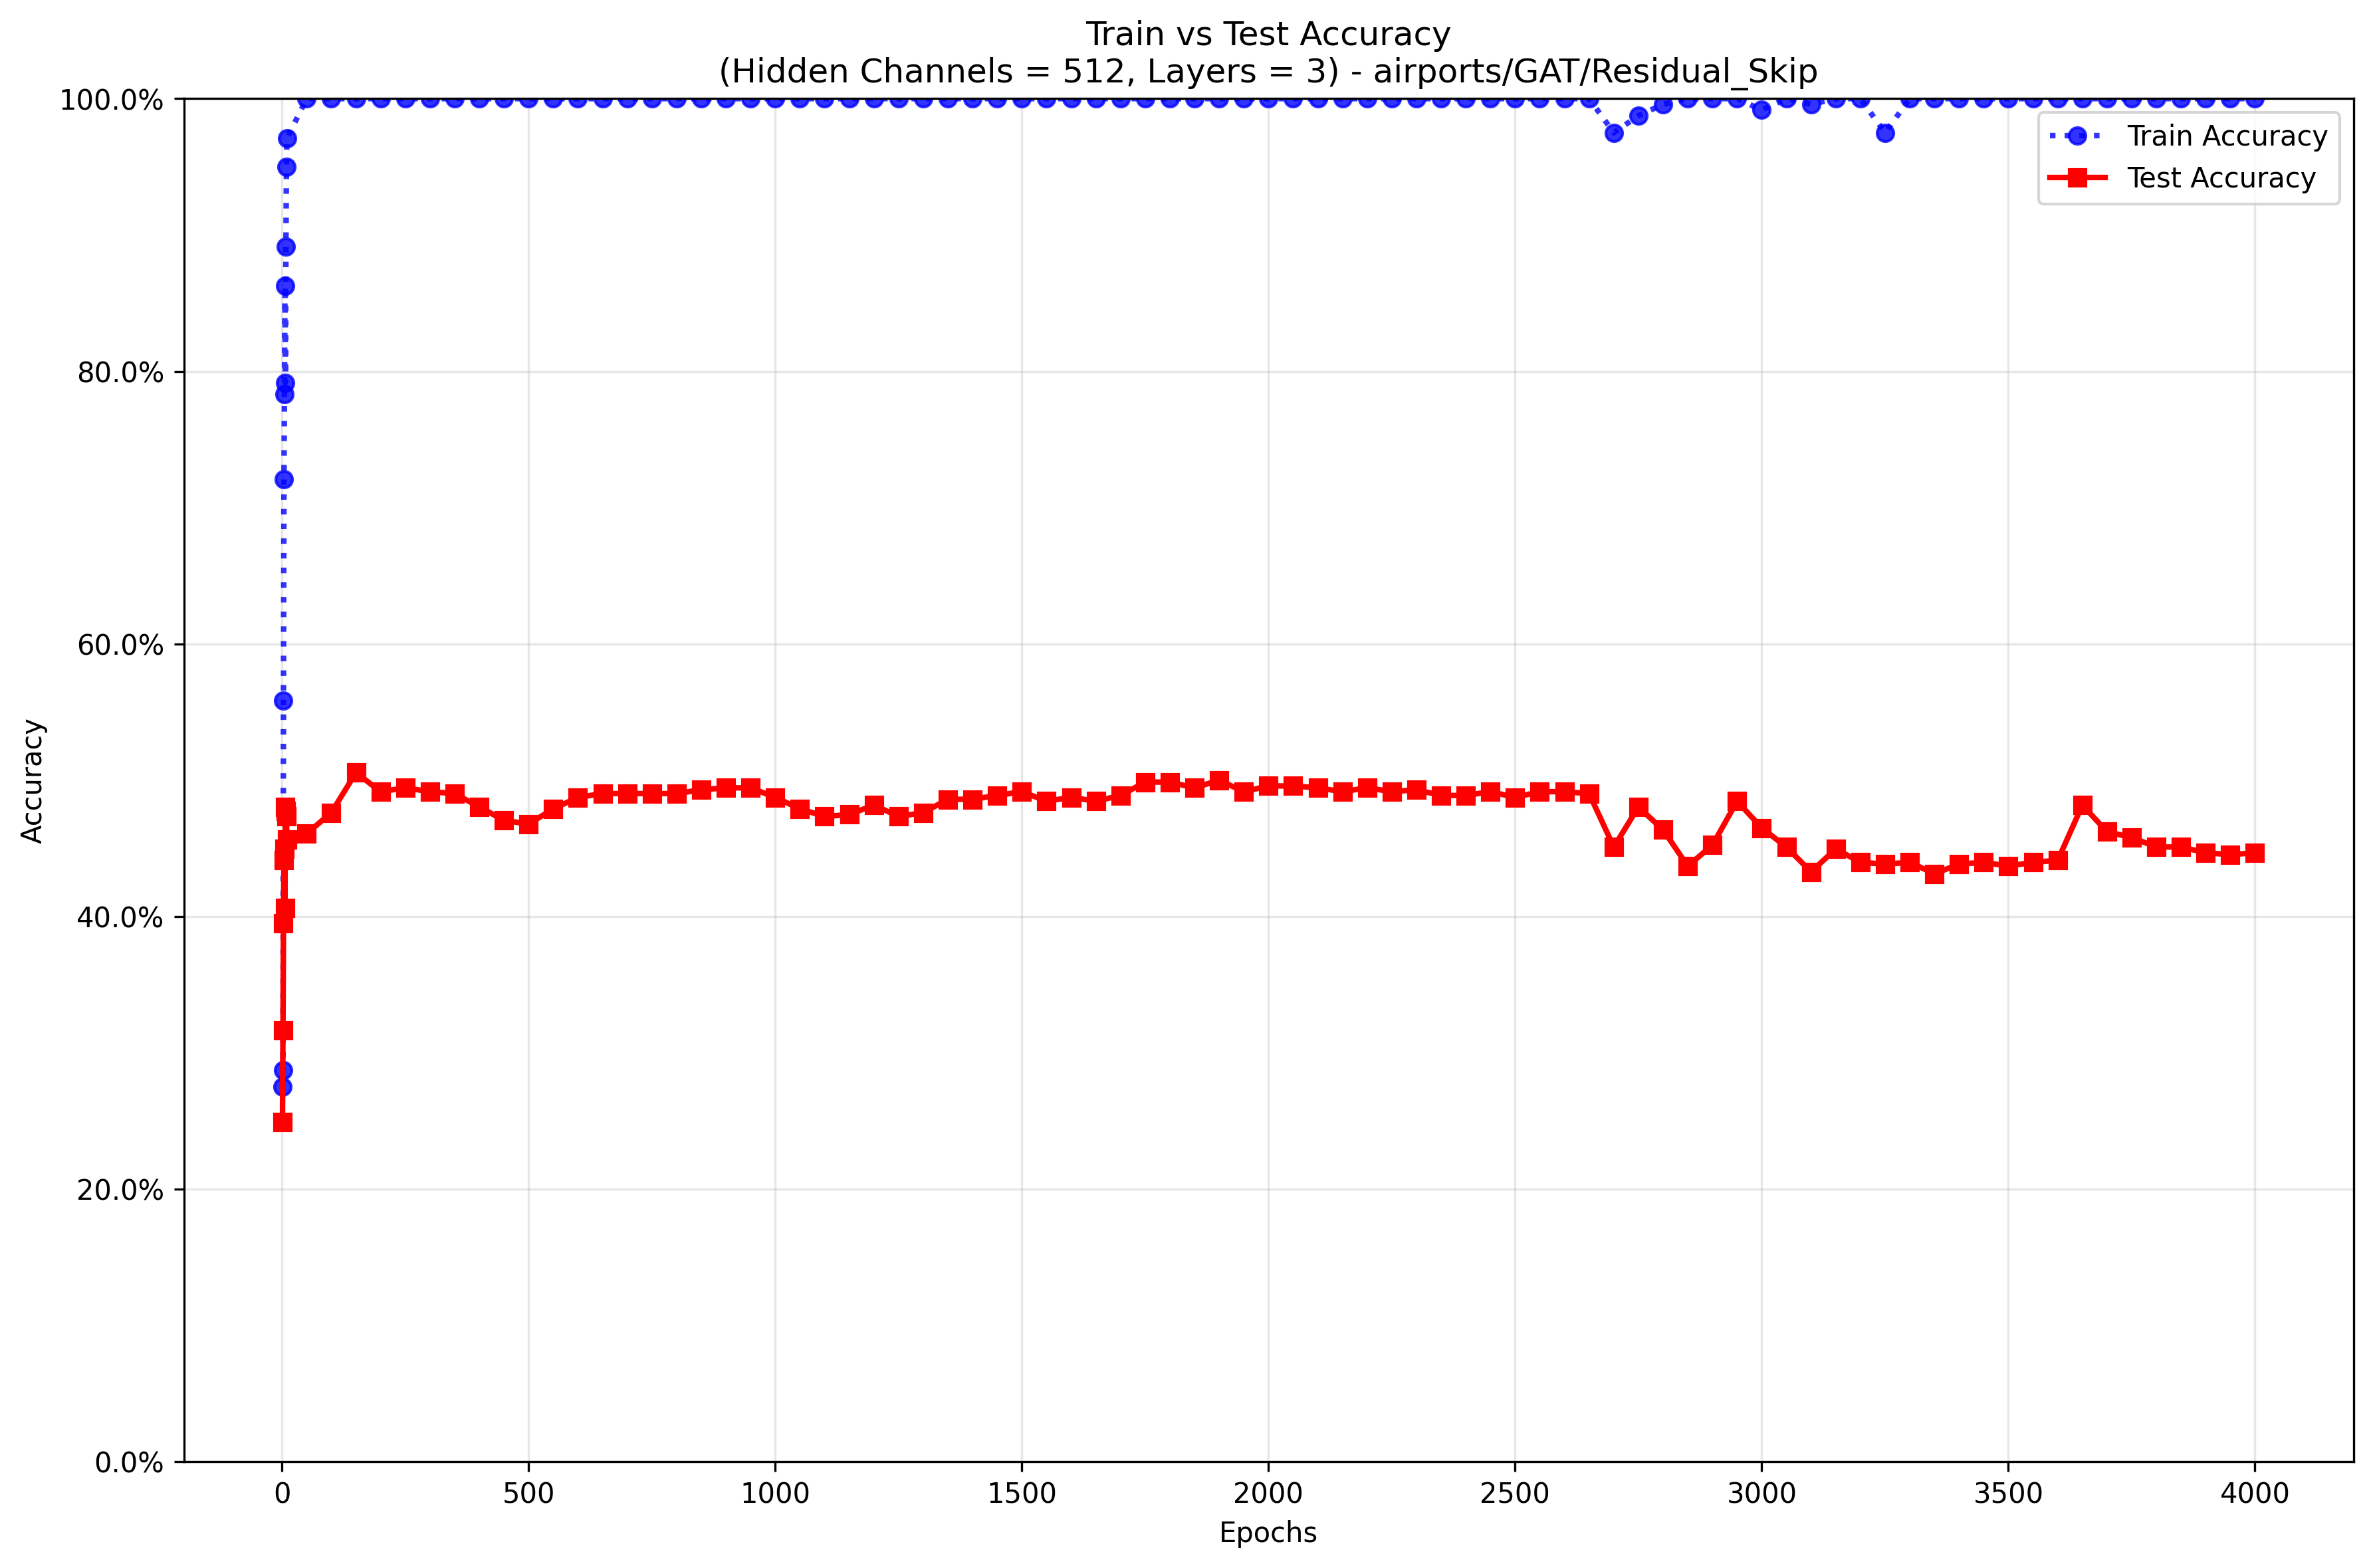 Train vs Test Accuracy
(Hidden Channels = 512, Layers = 3) - airports/GAT/Residual_Skip
100.0%
80.0%
60.0%
40.0%
20.0%
0.0%
Accuracy
Train Accuracy
Test Accuracy
0 500 1000 1500 2000 2500 3000 3500 4000
Epochs